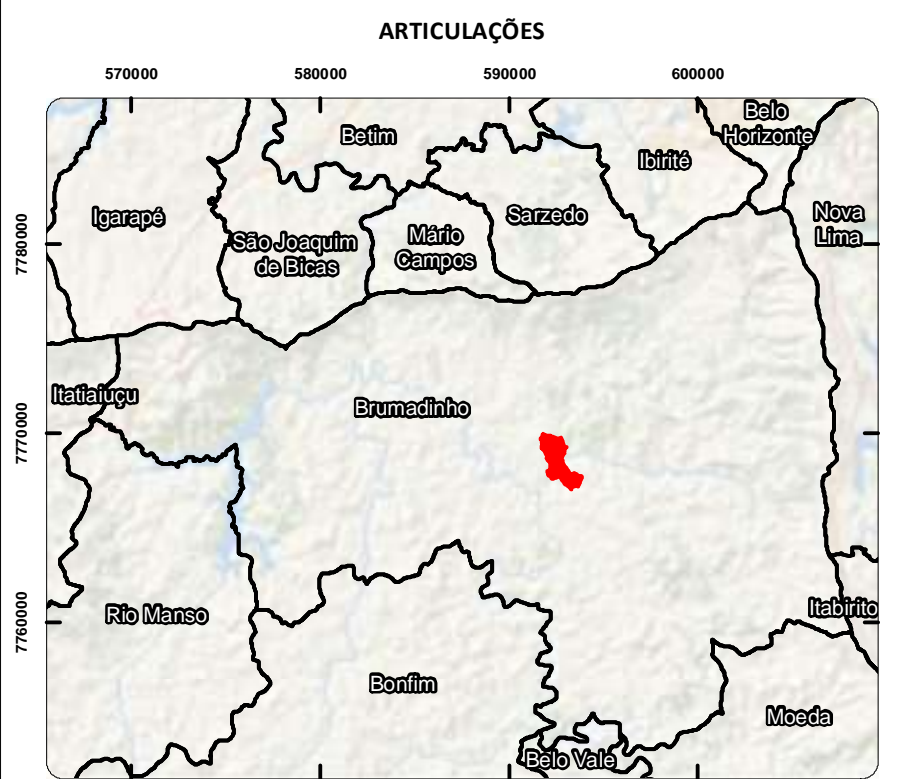 ARTICULAÇÕES
570000
580000
590000
600000
Belo
Horizonte
Betim
Ibirité
Igarapé
Sarzedo
Nova
Lima
7780000
São Joaquim
de Bicas
Mário
Campos
Itatiaiuçu
Brumadinho
7770000
Rio Manso
Itabirito
7760000
Bonfim
Moeda
Belo Vale